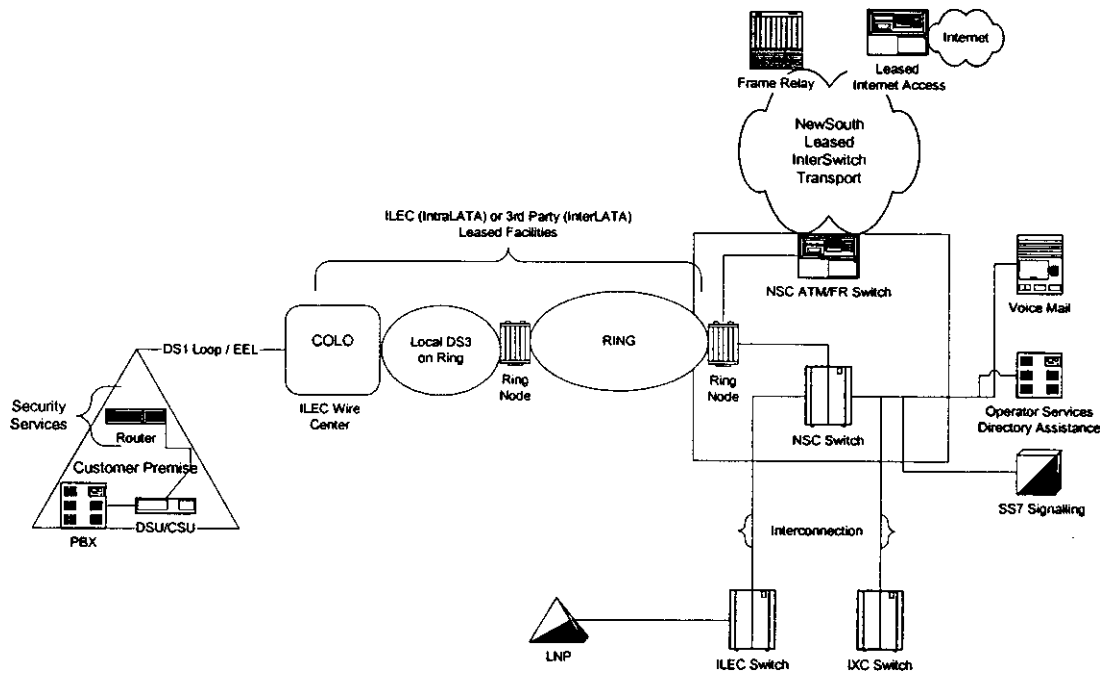 Internet
Frame Relay
Leased
Internet Access
NewSouth
Leased
InterSwitch
Transport
ILEC (IntraLATA) or 3rd Party (InterLATA)
Leased Facilities
NSC ATM/FR Switch
Voice Mail
DS1 Loop / EEL
COLO
Local DS3
on Ring
RING
Ring
Node
Ring
Node
ILEC Wire
Center
NSC Switch
Operator Services
Directory Assistance
Security
Services
Router
Customer Premise
DSU/CSU
PBX
SS7 Signalling
Interconnection
LNP
ILEC Switch
IXC Switch